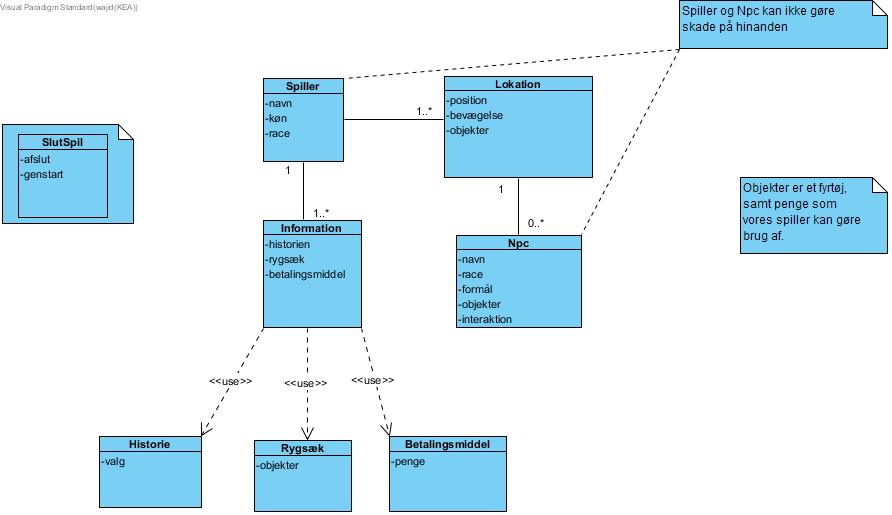 Visual Paradigm Standard(wajid(KEA))
Spiller og Npc kan ikke gøre
skade på hinanden
Spiller
-navn
-køn
-race
1..*
Lokation
-position
-bevægelse
-objekter
SlutSpil
-afslut
-genstart
1
1..*
1
0..*
Objekter er et fyrtøj,
samt penge som
vores spiller kan gøre
brug af.
Information
-historien
-rygsæk
-betalingsmiddel
Npc
-navn
-race
-formål
-objekter
-interaktion
<<use>>
<<use>>
<<use>>
Historie
-valg
Rygsæk
-objekter
Betalingsmiddel
-penge